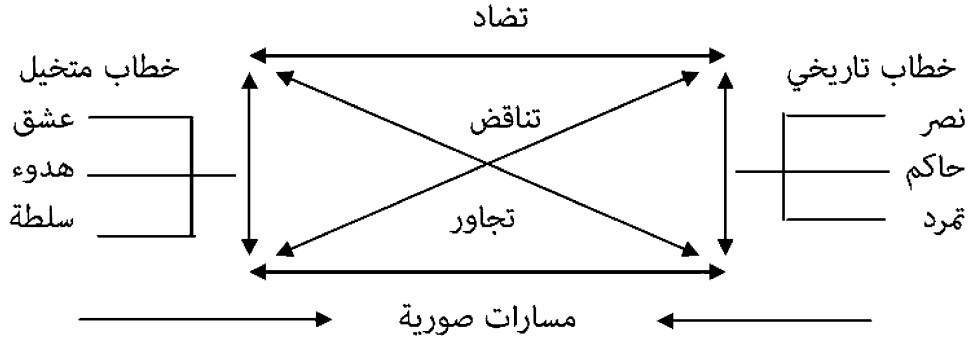 تضاد
خطاب تاريخي
خطاب متخيل
نصر
تناقض
عشق
حاكم
هدوء
تمرد
تجاور
سلطة
مسارات صورية